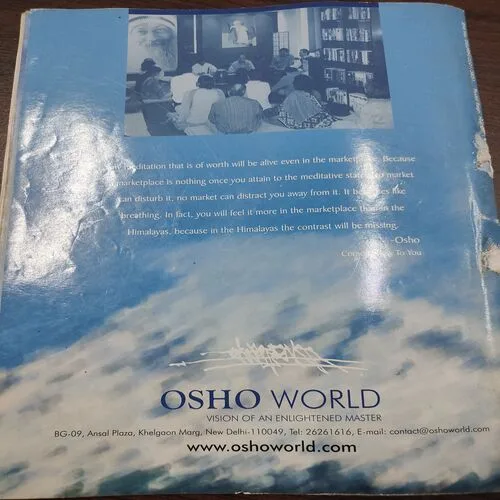 meditation that is of worth will be alive even in the marketplace. Because
marketplace is nothing once you attain to the meditative state, no market
can disturb it, no market can distract you away from it. It becomes like
breathing. In fact, you will feel it more in the marketplace than in the
Himalayas, because in the Himalayas the contrast will be missing.
-Osho
To You
OSHO WORLD
VISION OF AN ENLIGHTENED MASTER
BG-09, Ansal Plaza, Khelgaon Marg, New Delhi-110049, Tel: 26261616, E-mail: contact@oshoworld.com
www.oshoworld.com